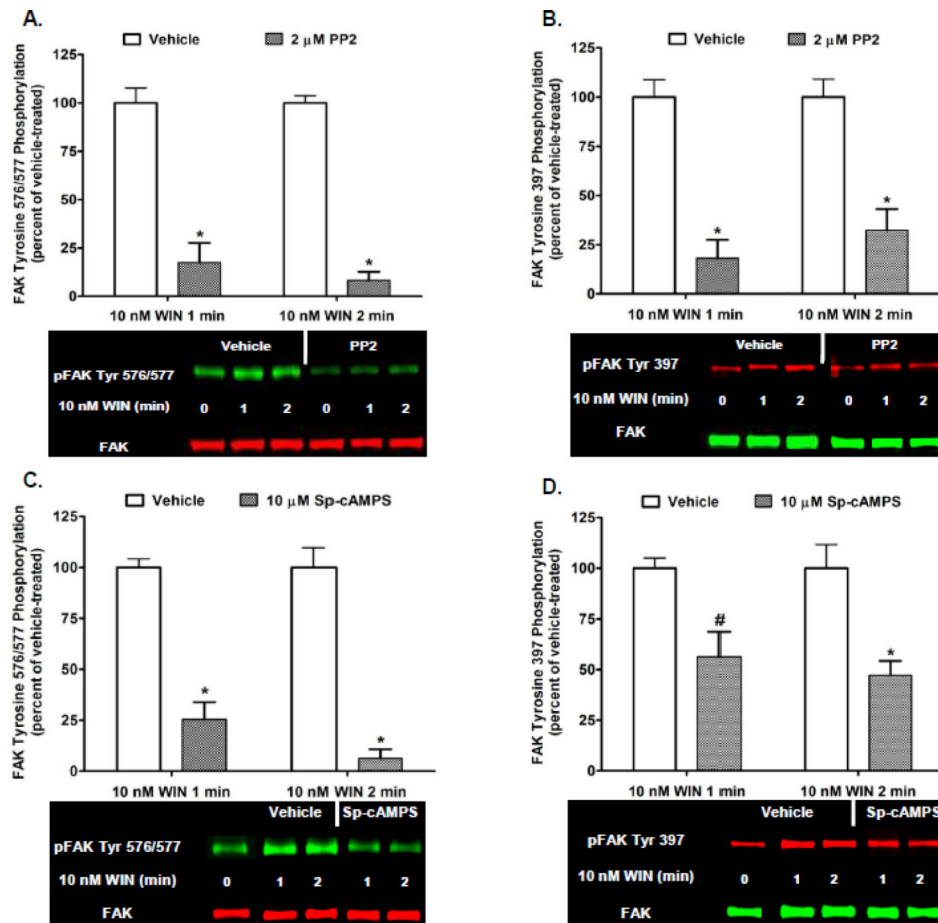 A.
Vehicle 2 μM PP2
FAK Tyrosine 576/577 Phosphorylation
(percent of vehicle-treated)
125
100
75
50
25
0
*
*
10 nM WIN 1 min 10 nM WIN 2 min
Vehicle PP2
pFAK Tyr 576/577
10 nM WIN (min) 0 1 2 0 1 2
FAK
B.
Vehicle 2 μM PP2
FAK Tyrosine 397 Phosphorylation
(percent of vehicle-treated)
125
100
75
50
25
0
*
*
10 nM WIN 1 min 10 nM WIN 2 min
Vehicle PP2
pFAK Tyr 397
10 nM WIN (min) 0 1 2 0 1 2
FAK
C.
Vehicle 10 μM Sp-cAMPS
FAK Tyrosine 576/577 Phosphorylation
(percent of vehicle-treated)
125
100
75
50
25
0
*
*
10 nM WIN 1 min 10 nM WIN 2 min
Vehicle Sp-cAMPS
pFAK Tyr 576/577
10 nM WIN (min) 0 1 2 1 2
FAK
D.
Vehicle 10 μM Sp-cAMPS
FAK Tyrosine 397 Phosphorylation
(percent of vehicle-treated)
125
100
75
50
25
0
#
*
10 nM WIN 1 min 10 nM WIN 2 min
Vehicle Sp-cAMPS
pFAK Tyr 397
10 nM WIN (min) 0 1 2 1 2
FAK